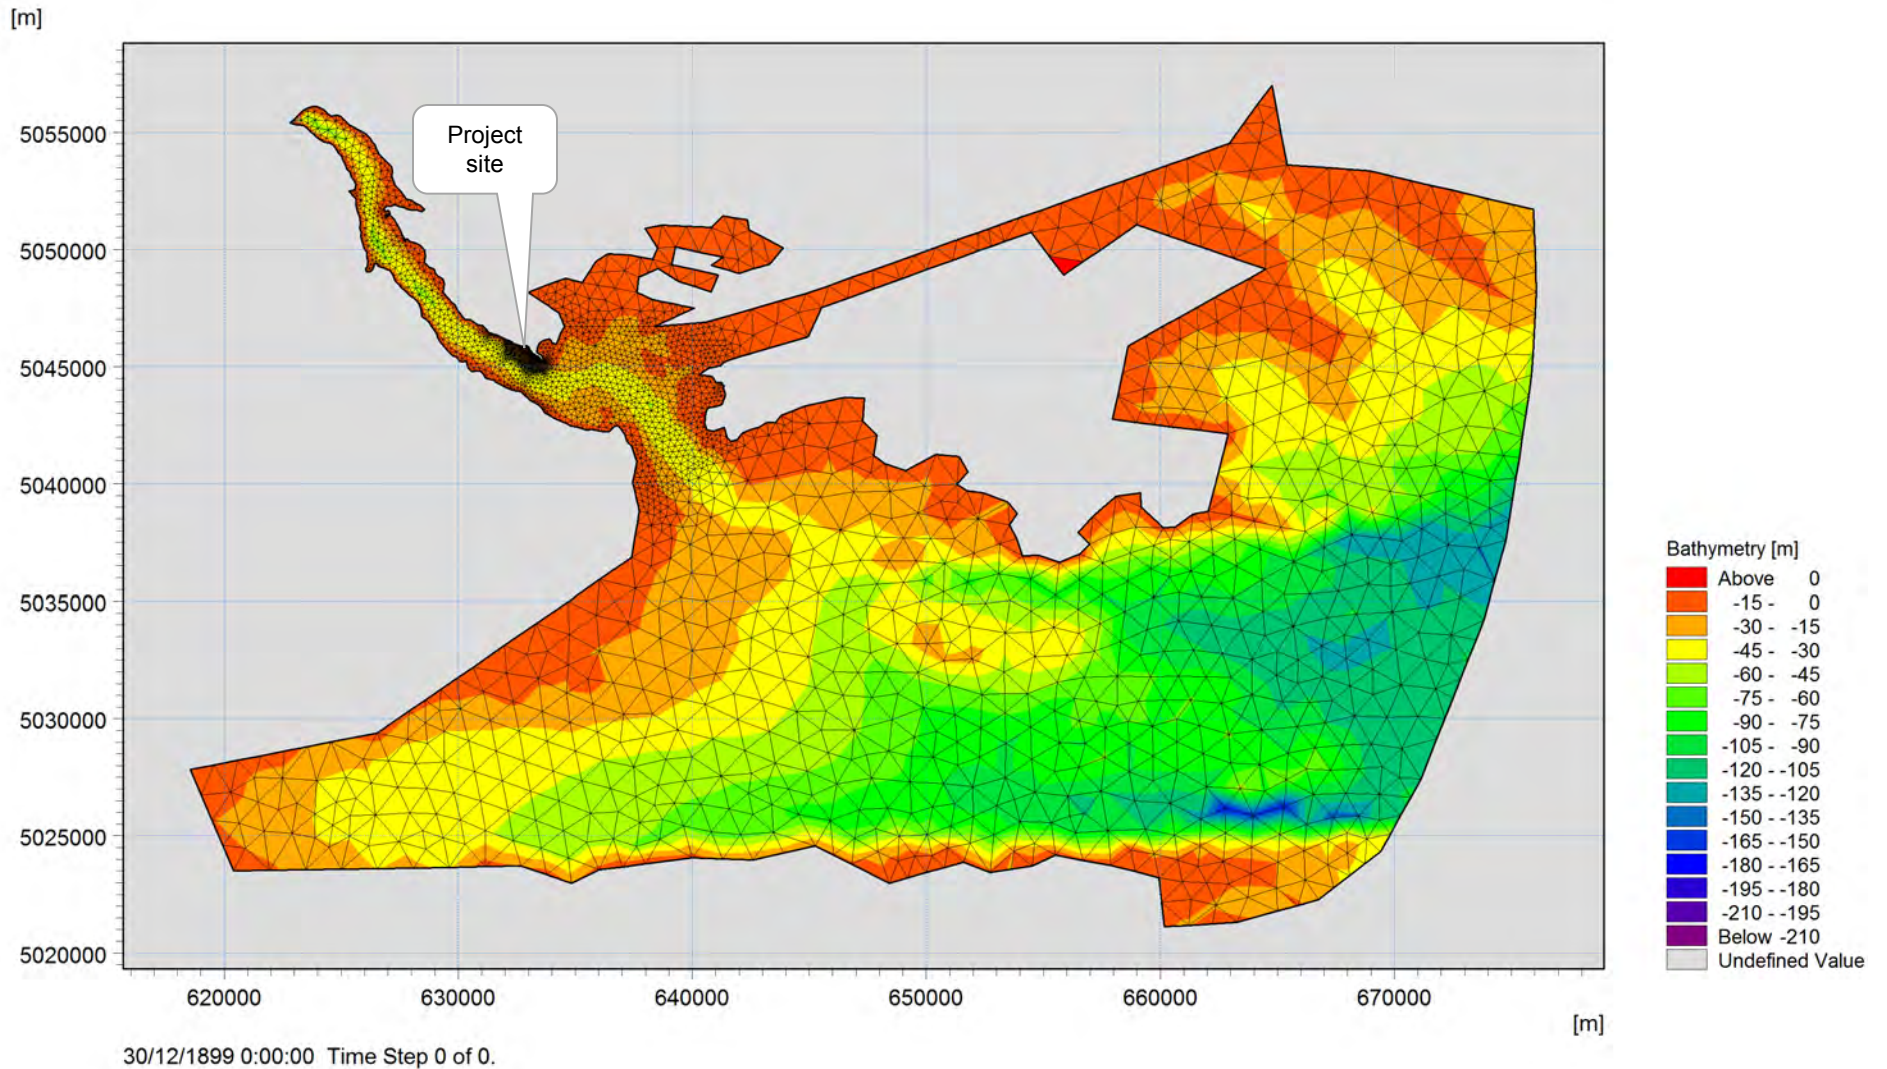 [m]
5055000
5050000
5045000
5040000
5035000
5030000
5025000
5020000
Project
site
620000
630000
640000
650000
660000
670000
[m]
30/12/1899 0:00:00 Time Step 0 of 0.
Bathymetry [m]
Above 0
-15 - 0
-30 - -15
-45 - -30
-60 - -45
-75 - -60
-90 - -75
-105 - -90
-120 - -105
-135 - -120
-150 - -135
-165 - -150
-180 - -165
-195 - -180
-210 - -195
Below -210
Undefined Value